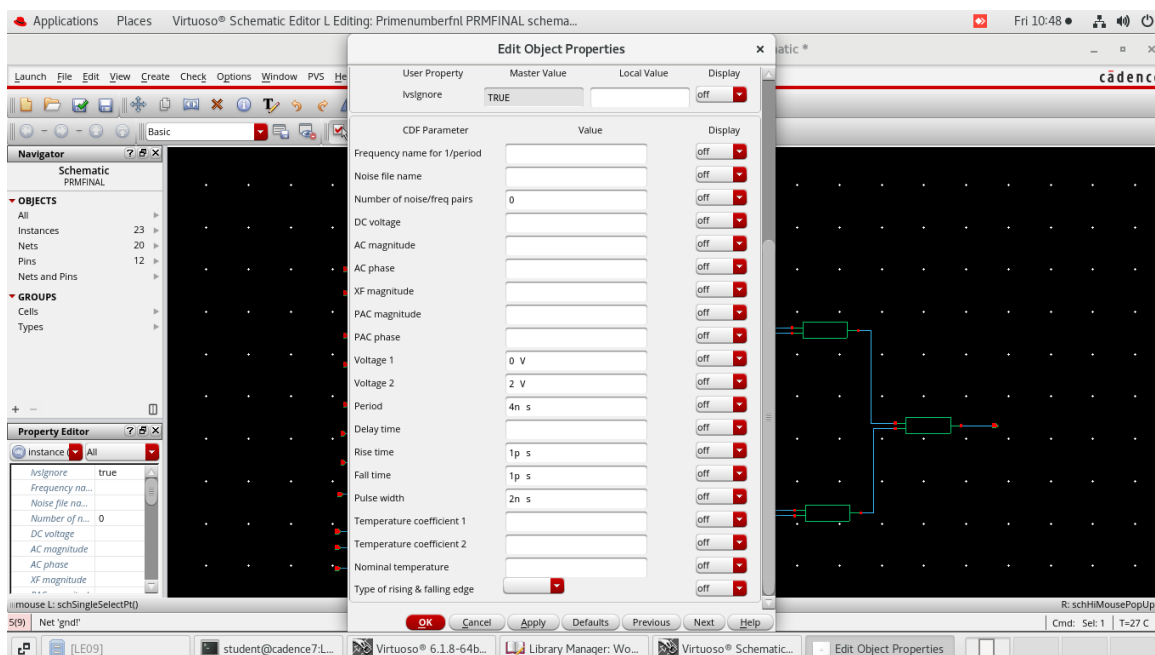 Applications Places Virtuoso® Schematic Editor L Editing: Primenumberfnl PRMFINAL schema... Fri 10:48
Edit Object Properties × atic *
Launch File Edit View Create Check Options Window PVS He cādence
User Property Master Value Local Value Display
lvsIgnore TRUE off
Basic
CDF Parameter Value Display
Navigator
Schematic
PRMFINAL
OBJECTS
All
Instances 23
Nets 20
Pins 12
Nets and Pins
GROUPS
Cells
Types
+ −
Frequency name for 1/period off
Noise file name off
Number of noise/freq pairs 0 off
DC voltage off
AC magnitude off
AC phase off
XF magnitude off
PAC magnitude off
PAC phase off
Voltage 1 0 V off
Voltage 2 2 V off
Period 4n s off
Delay time off
Rise time 1p s off
Fall time 1p s off
Pulse width 2n s off
Temperature coefficient 1 off
Temperature coefficient 2 off
Nominal temperature off
Type of rising & falling edge off
OK Cancel Apply Defaults Previous Next Help
Property Editor
instance ( All
lvsIgnore true
Frequency na...
Noise file na...
Number of n... 0
DC voltage
AC magnitude
AC phase
XF magnitude
mouse L: schSingleSelectPt() R: schHiMousePopUp
5(9) Net 'gnd!' Cmd: Sel: 1 T=27 C
[LE09] student@cadence7:L... Virtuoso® 6.1.8-64b... Library Manager: Wo... Virtuoso® Schematic... Edit Object Properties